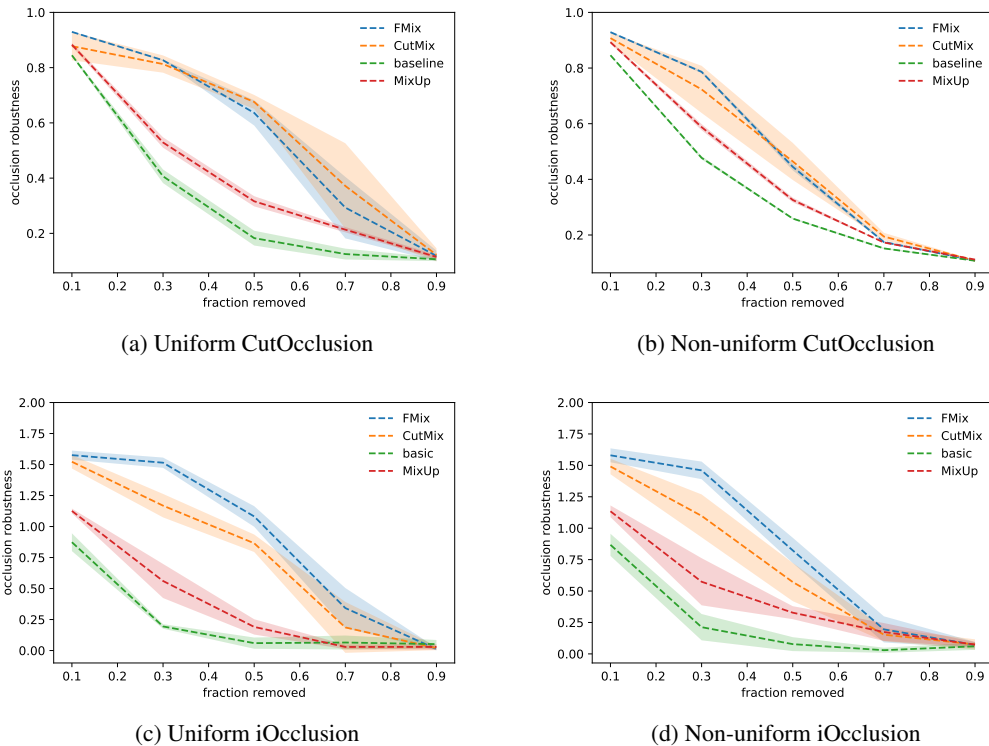 1.0
0.8
0.6
0.4
0.2
occlusion robustness
0.1 0.2 0.3 0.4 0.5 0.6 0.7 0.8 0.9
fraction removed
FMix
CutMix
baseline
MixUp
(a) Uniform CutOcclusion
1.0
0.8
0.6
0.4
0.2
occlusion robustness
0.1 0.2 0.3 0.4 0.5 0.6 0.7 0.8 0.9
fraction removed
FMix
CutMix
baseline
MixUp
(b) Non-uniform CutOcclusion
2.00
1.75
1.50
1.25
1.00
0.75
0.50
0.25
0.00
occlusion robustness
0.1 0.2 0.3 0.4 0.5 0.6 0.7 0.8 0.9
fraction removed
FMix
CutMix
basic
MixUp
(c) Uniform iOcclusion
2.00
1.75
1.50
1.25
1.00
0.75
0.50
0.25
0.00
occlusion robustness
0.1 0.2 0.3 0.4 0.5 0.6 0.7 0.8 0.9
fraction removed
FMix
CutMix
basic
MixUp
(d) Non-uniform iOcclusion